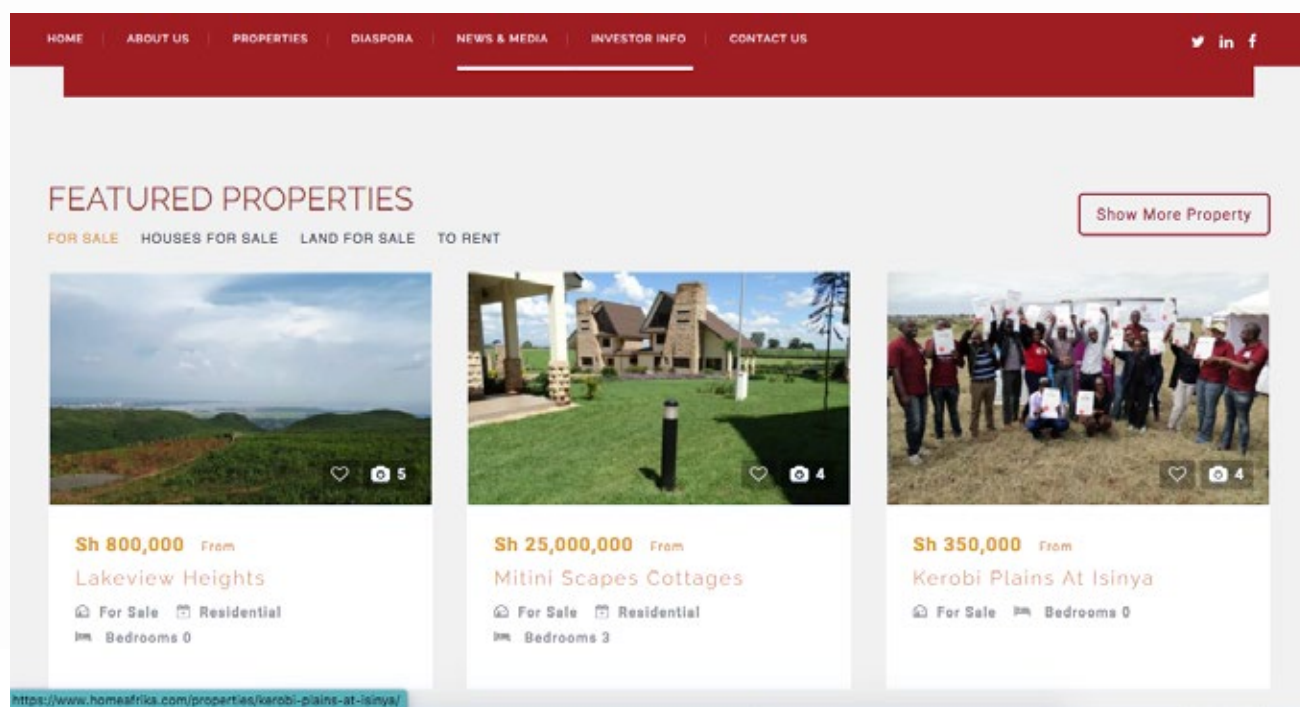 HOME ABOUT US PROPERTIES DIASPORA NEWS & MEDIA INVESTOR INFO CONTACT US
FEATURED PROPERTIES
Show More Property
FOR SALE HOUSES FOR SALE LAND FOR SALE TO RENT
5
4
4
Sh 800,000 From
Lakeview Heights
For Sale Residential
Bedrooms 0
Sh 25,000,000 From
Mitini Scapes Cottages
For Sale Residential
Bedrooms 3
Sh 350,000 From
Kerobi Plains At Isinya
For Sale Bedrooms 0
https://www.homeafrika.com/properties/kerobi-plains-at-isinya/